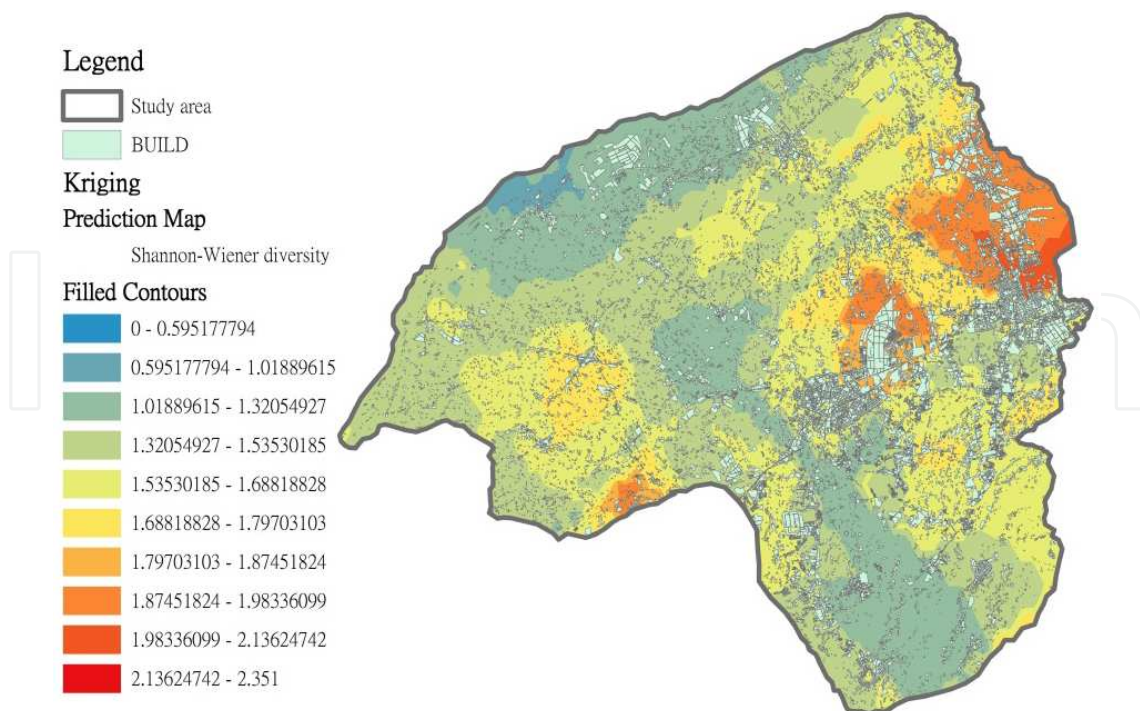 Legend
Study area
BUILD
Kriging
Prediction Map
Shannon-Wiener diversity
Filled Contours
0 - 0.595177794
0.595177794 - 1.01889615
1.01889615 - 1.32054927
1.32054927 - 1.53530185
1.53530185 - 1.68818828
1.68818828 - 1.79703103
1.79703103 - 1.87451824
1.87451824 - 1.98336099
1.98336099 - 2.13624742
2.13624742 - 2.351